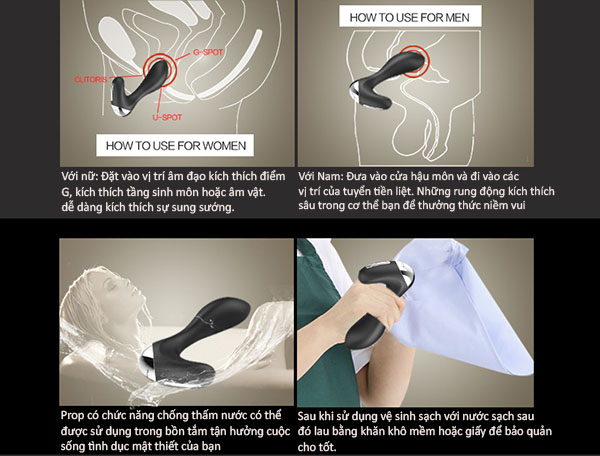 G-SPOT
CLITORIS
U-SPOT
HOW TO USE FOR WOMEN
Với nữ: Đặt vào vị trí âm đạo kích thích điểm
G, kích thích tầng sinh môn hoặc âm vật.
dễ dàng kích thích sự sung sướng.
HOW TO USE FOR MEN
Với Nam: Đưa vào cửa hậu môn và đi vào các
vị trí của tuyến tiền liệt. Những rung động kích thích
sâu trong cơ thể bạn để thưởng thức niềm vui
Prop có chức năng chống thấm nước có thể
được sử dụng trong bồn tắm tận hưởng cuộc
sống tình dục mật thiết của bạn
Sau khi sử dụng vệ sinh sạch với nước sạch sau
đó lau bằng khăn khô mềm hoặc giấy để bảo quản
cho tốt.